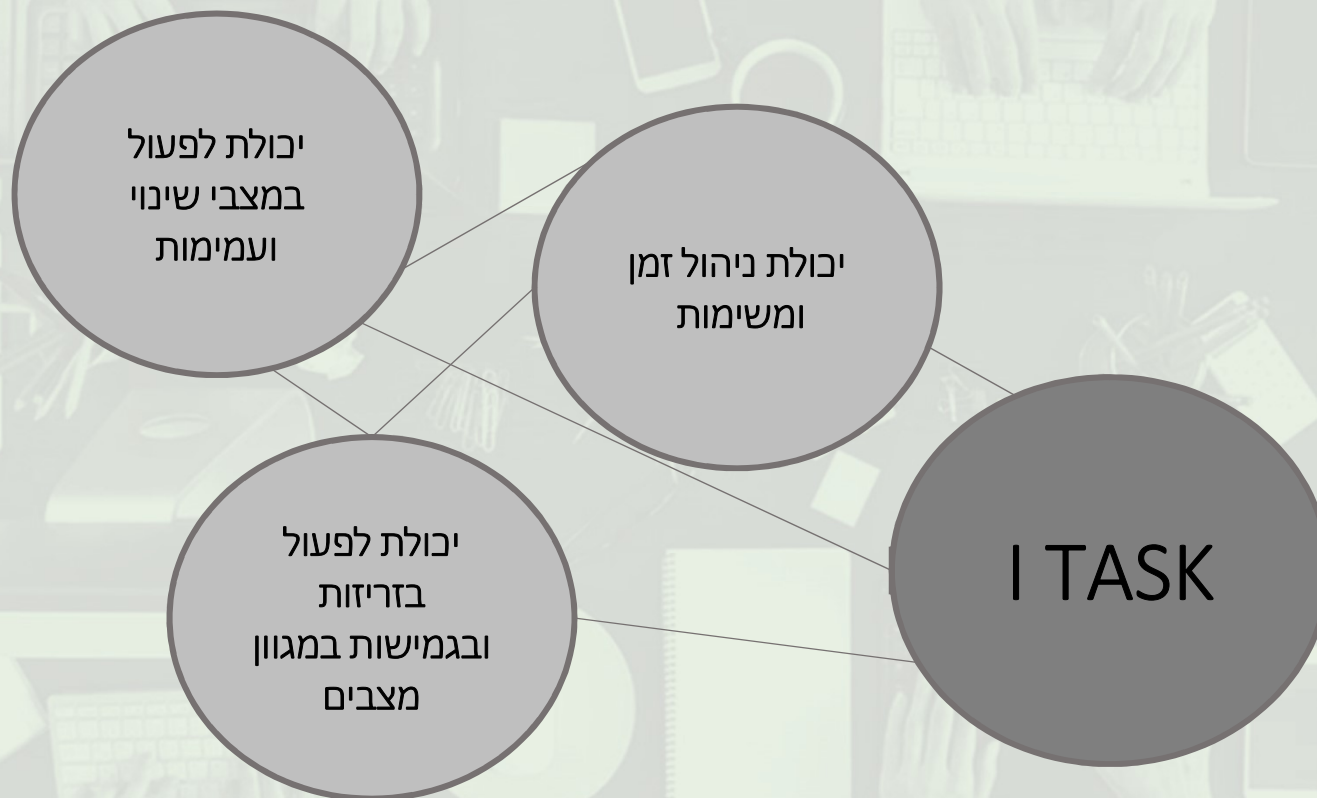 יכולת לפעול
במצבי שינוי
ועמימות
יכולת ניהול זמן
ומשימות
יכולת לפעול
בזריזות
ובגמישות במגוון
מצבים
I TASK